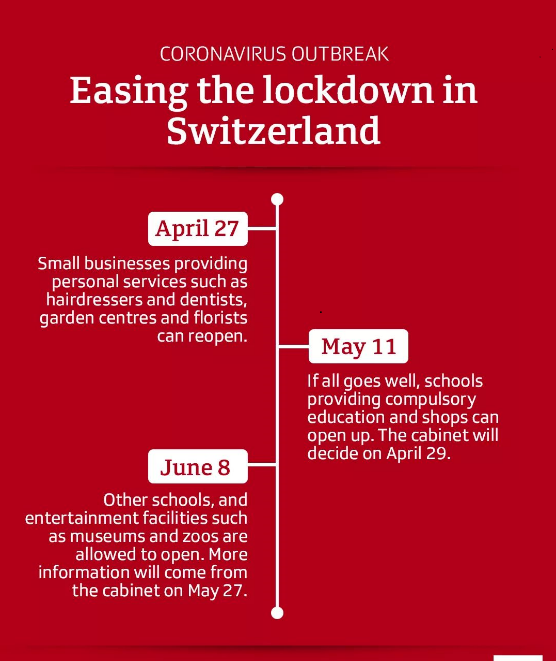 CORONAVIRUS OUTBREAK
Easing the lockdown in
Switzerland
April 27
Small businesses providing
personal services such as
hairdressers and dentists,
garden centres and florists
can reopen.
May 11
If all goes well, schools
providing compulsory
education and shops can
open up. The cabinet will
decide on April 29.
June 8
Other schools, and
entertainment facilities such
as museums and zoos are
allowed to open. More
information will come from
the cabinet on May 27.